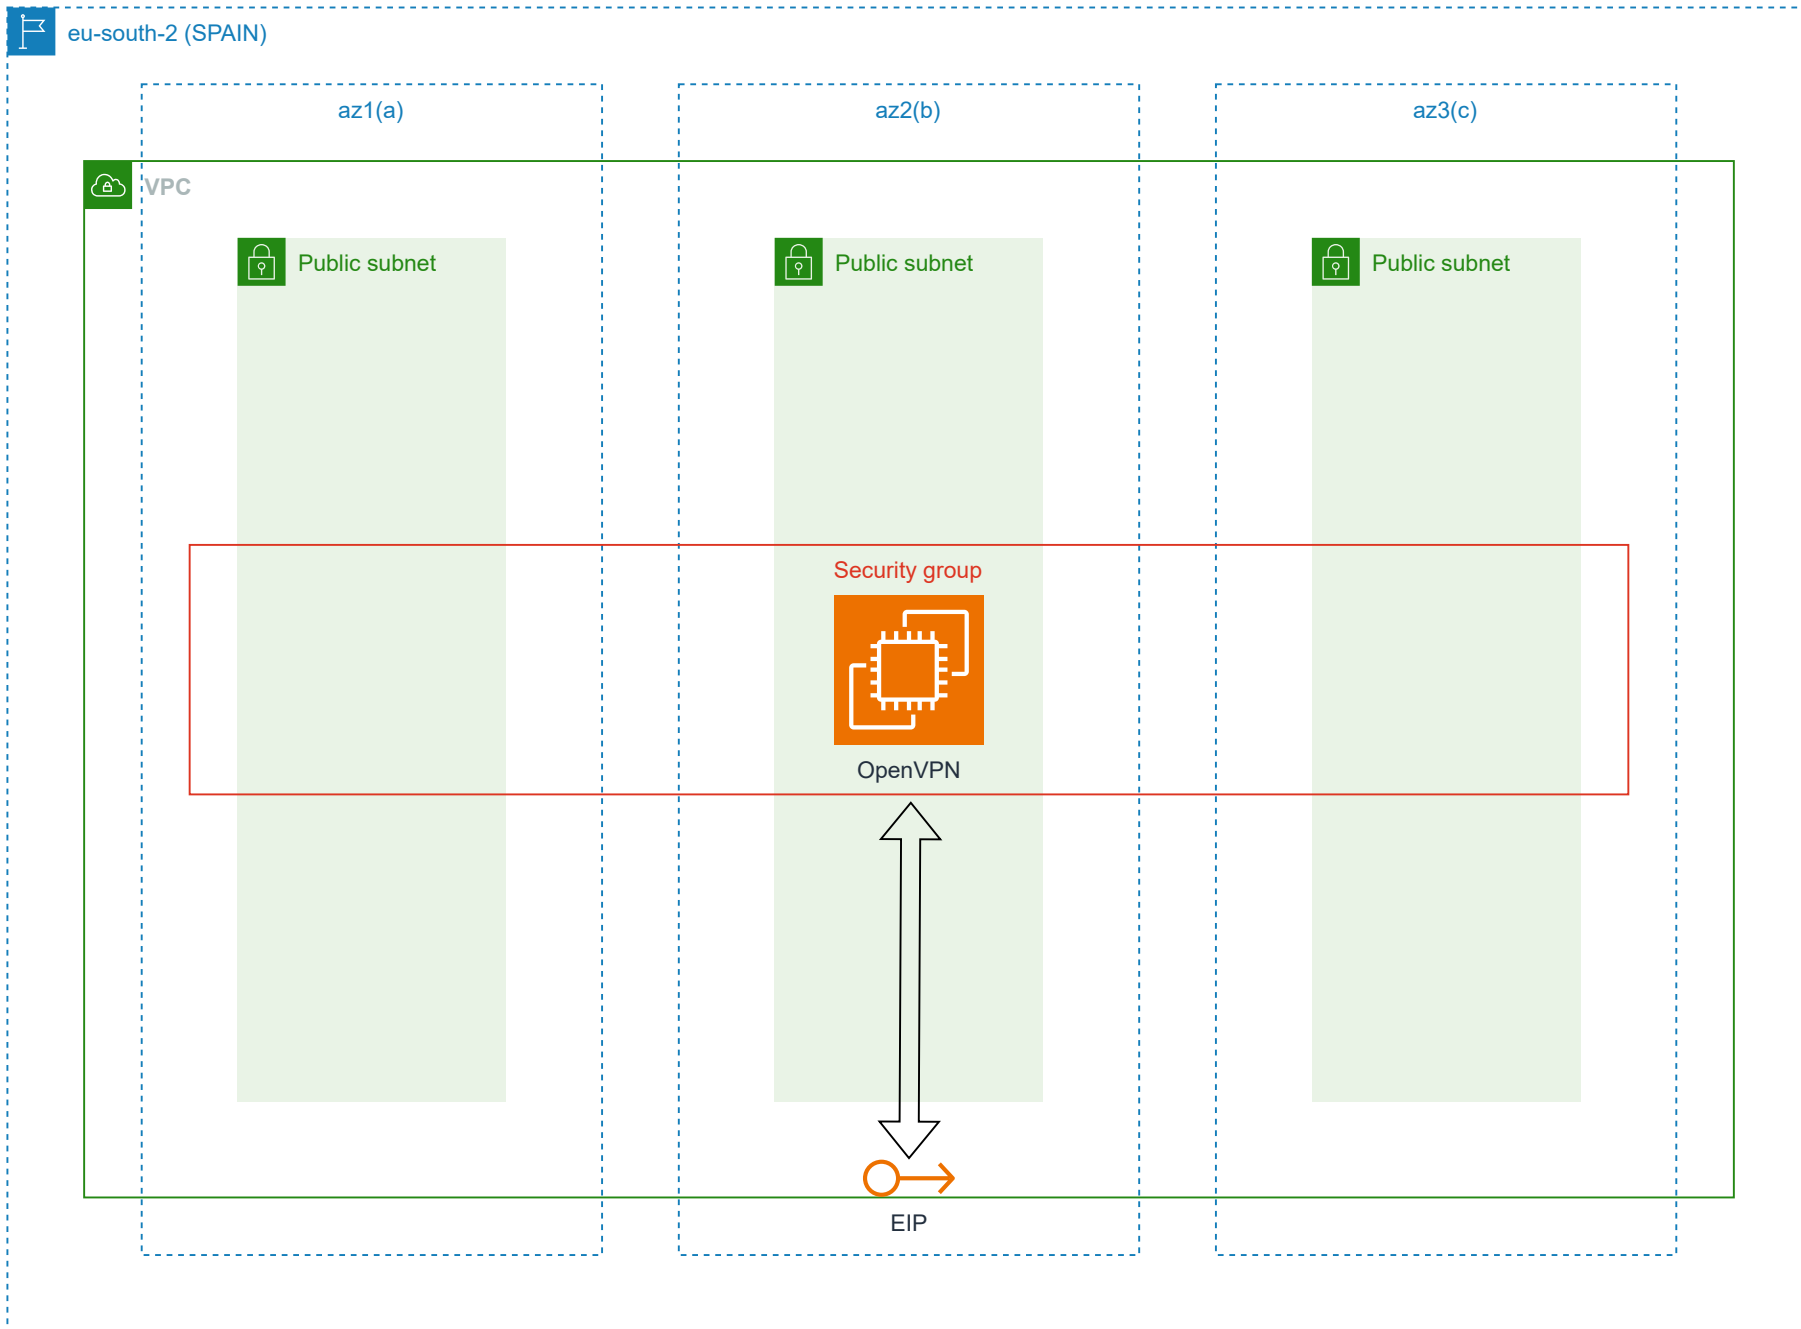 eu-south-2 (SPAIN)
az1(a)
az2(b)
az3(c)
VPC
Public subnet
Public subnet
Public subnet
Security group
OpenVPN
EIP